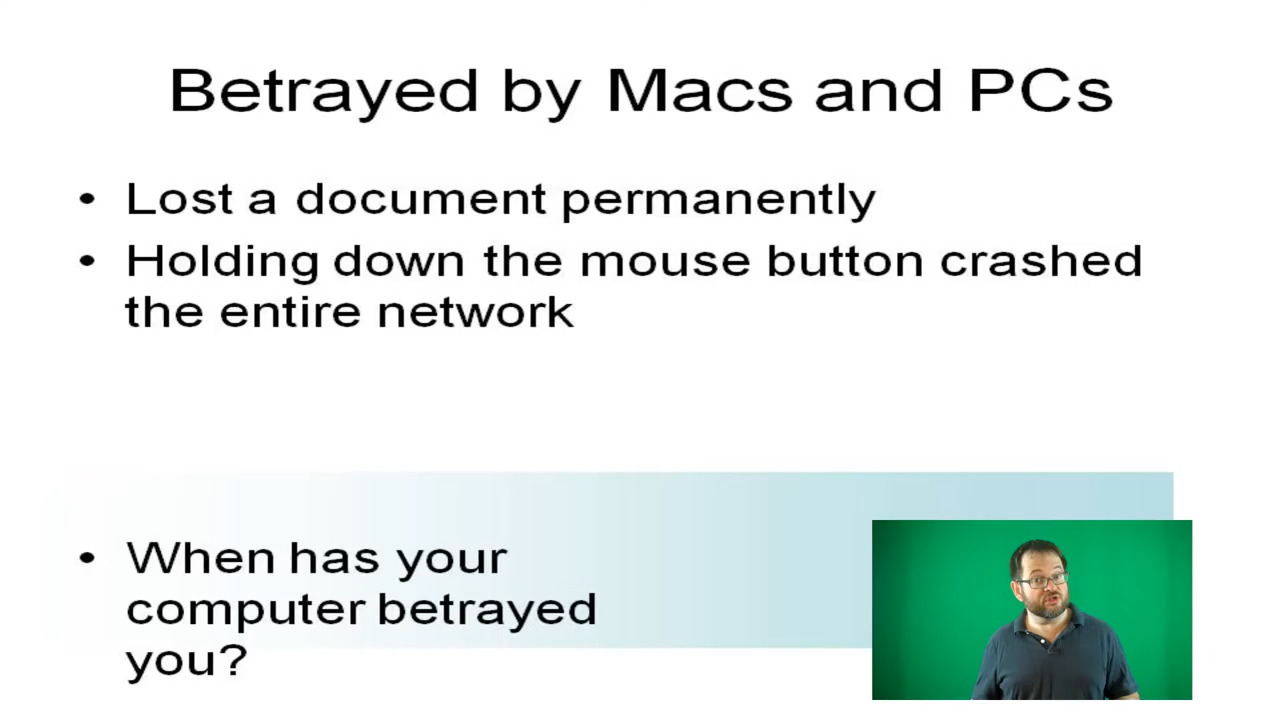 Betrayed by Macs and PCs
• Lost a document permanently
• Holding down the mouse button crashed
the entire network
• When has your
computer betrayed
you?